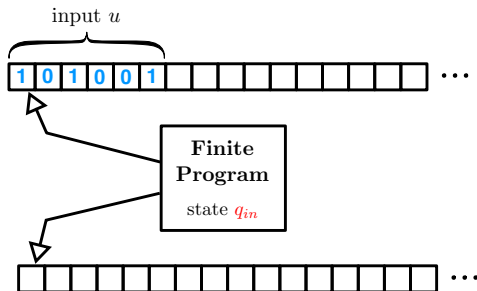 input u
1 0 1 0 0 1
...
Finite
Program
state q_in
...